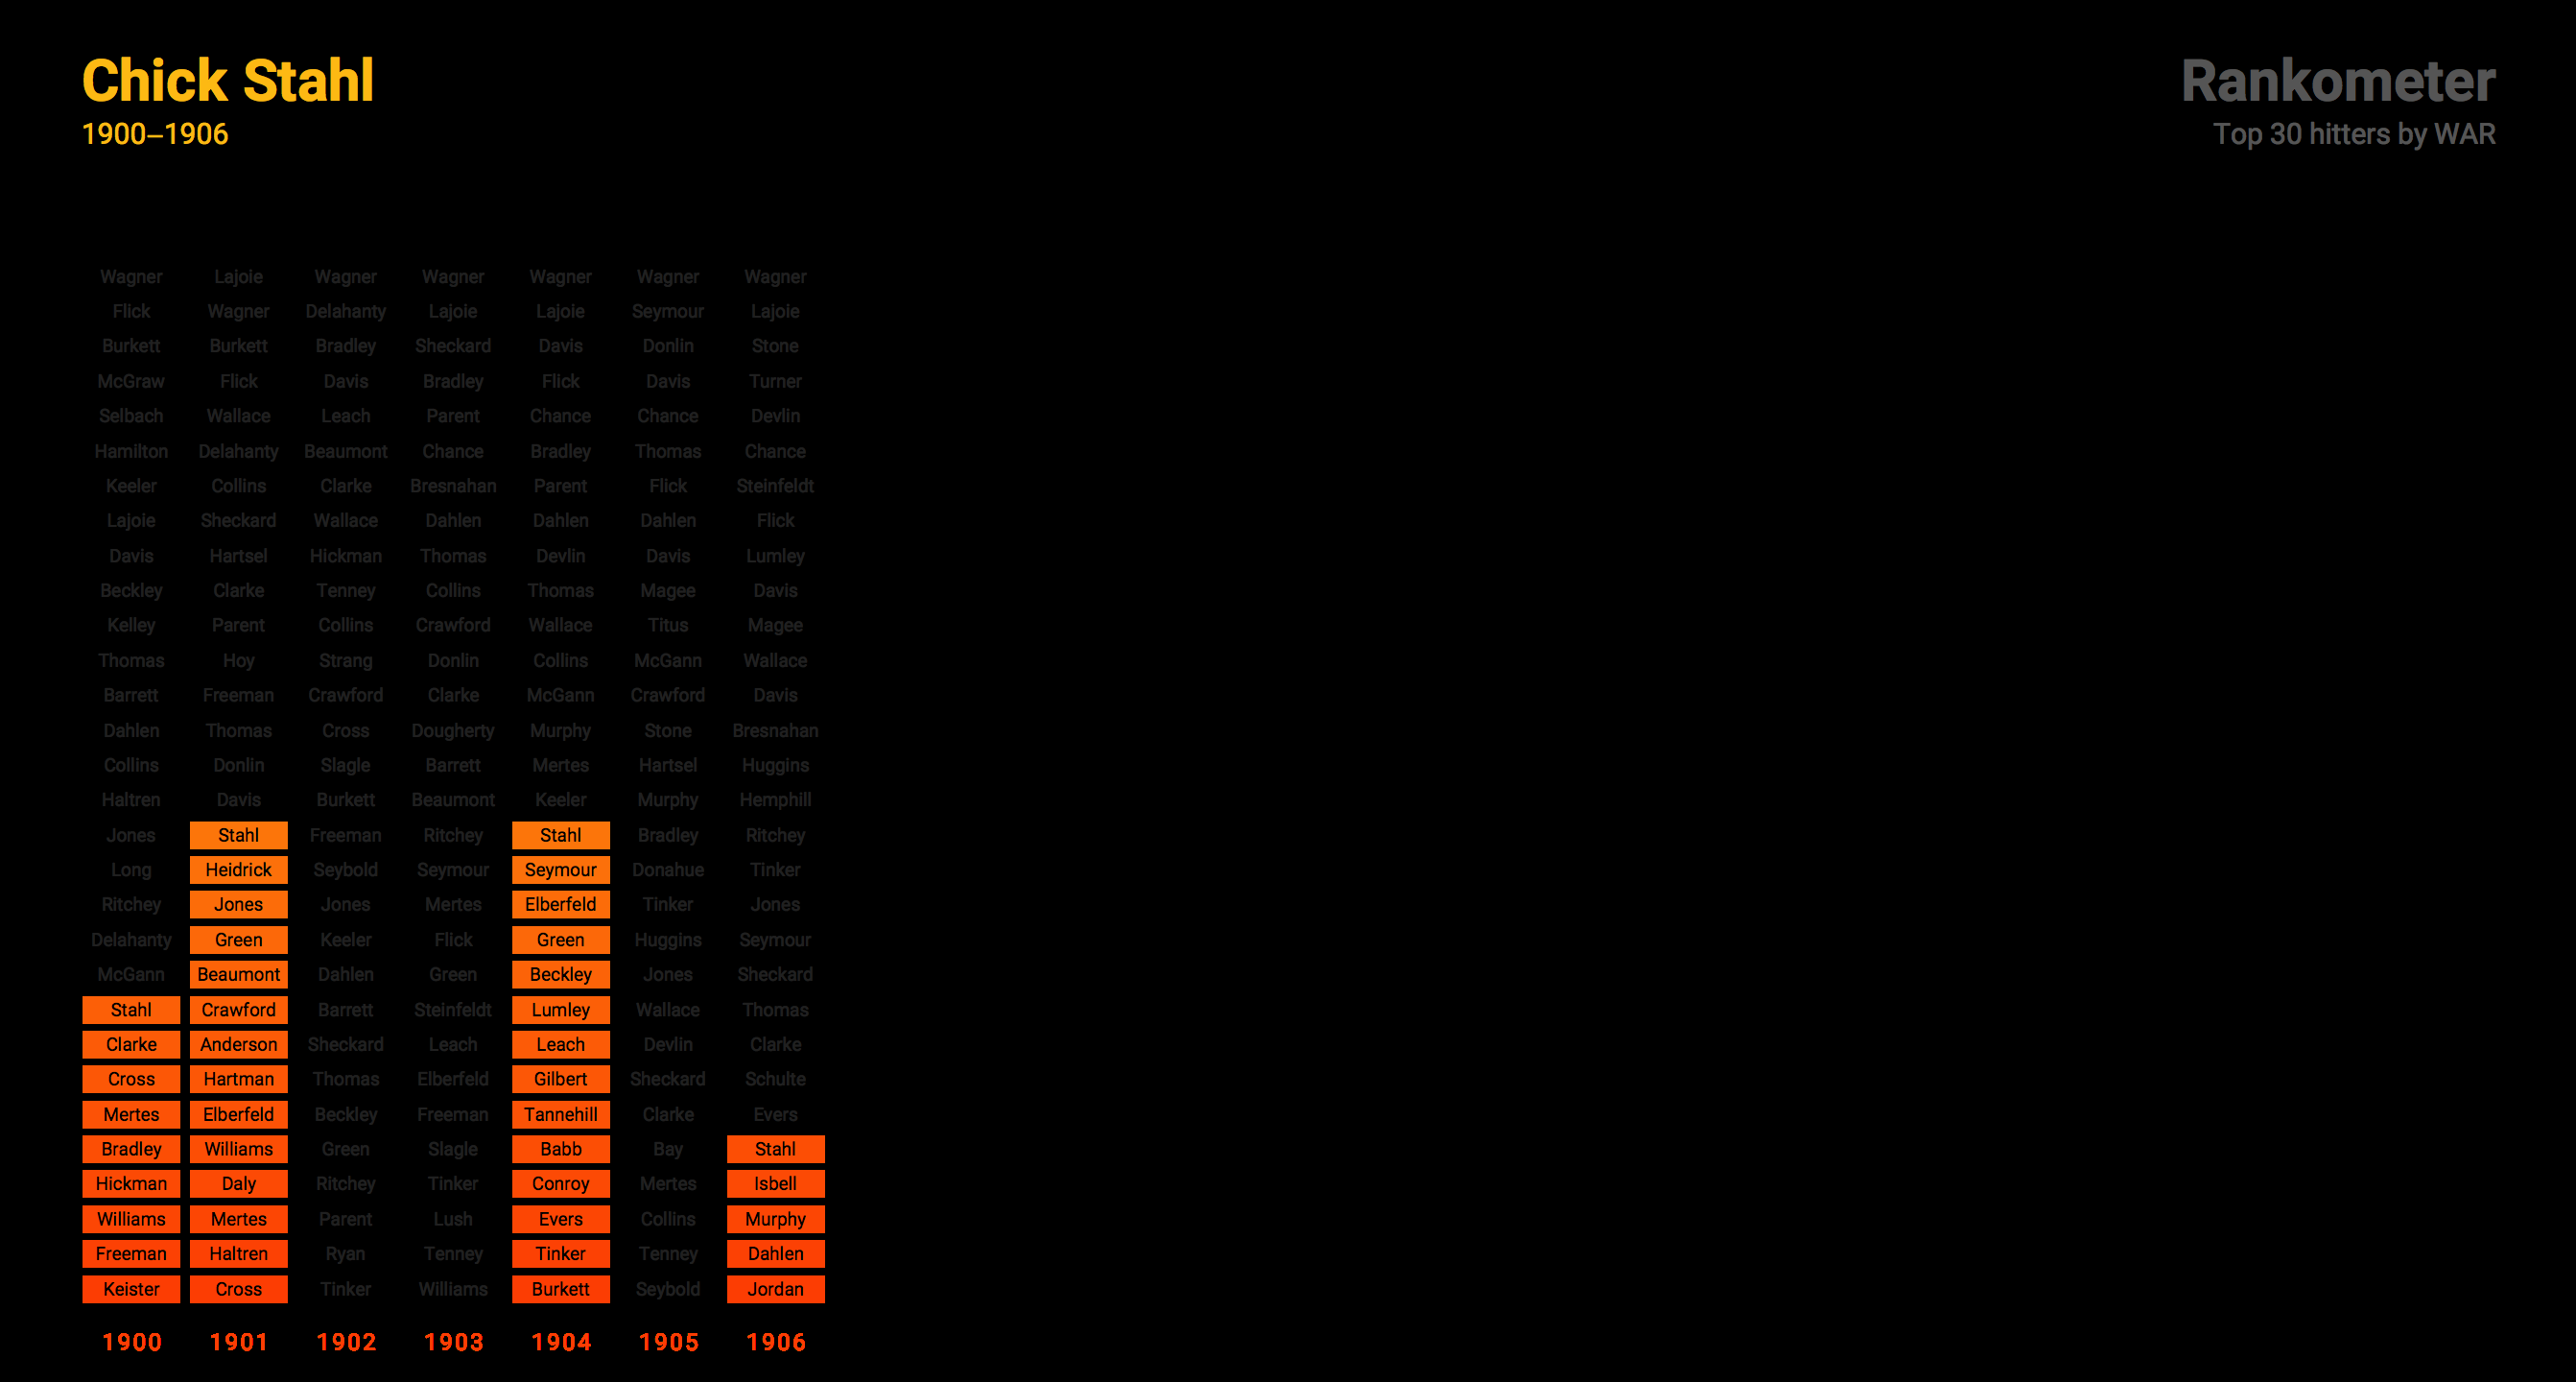 Chick Stahl
1900–1906
Rankometer
Top 30 hitters by WAR
Wagner Lajoie Wagner Wagner Wagner Wagner Wagner
Flick Wagner Delahanty Lajoie Lajoie Seymour Lajoie
Burkett Burkett Bradley Sheckard Davis Donlin Stone
McGraw Flick Davis Bradley Flick Davis Turner
Selbach Wallace Leach Parent Chance Chance Devlin
Hamilton Delahanty Beaumont Chance Bradley Thomas Chance
Keeler Collins Clarke Bresnahan Parent Flick Steinfeldt
Lajoie Sheckard Wallace Dahlen Dahlen Dahlen Flick
Davis Hartsel Hickman Thomas Devlin Davis Lumley
Beckley Clarke Tenney Collins Thomas Magee Davis
Kelley Parent Collins Crawford Wallace Titus Magee
Thomas Hoy Strang Donlin Collins McGann Wallace
Barrett Freeman Crawford Clarke McGann Crawford Davis
Dahlen Thomas Cross Dougherty Murphy Stone Bresnahan
Collins Donlin Slagle Barrett Mertes Hartsel Huggins
Haltren Davis Burkett Beaumont Keeler Murphy Hemphill
Jones Stahl Freeman Ritchey Stahl Bradley Ritchey
Long Heidrick Seybold Seymour Seymour Donahue Tinker
Ritchey Jones Jones Mertes Elberfeld Tinker Jones
Delahanty Green Keeler Flick Green Huggins Seymour
McGann Beaumont Dahlen Green Beckley Jones Sheckard
Stahl Crawford Barrett Steinfeldt Lumley Wallace Thomas
Clarke Anderson Sheckard Leach Leach Devlin Clarke
Cross Hartman Thomas Elberfeld Gilbert Sheckard Schulte
Mertes Elberfeld Beckley Freeman Tannehill Clarke Evers
Bradley Williams Green Slagle Babb Bay Stahl
Hickman Daly Ritchey Tinker Conroy Mertes Isbell
Williams Mertes Parent Lush Evers Collins Murphy
Freeman Haltren Ryan Tenney Tinker Tenney Dahlen
Keister Cross Tinker Williams Burkett Seybold Jordan
1900 1901 1902 1903 1904 1905 1906